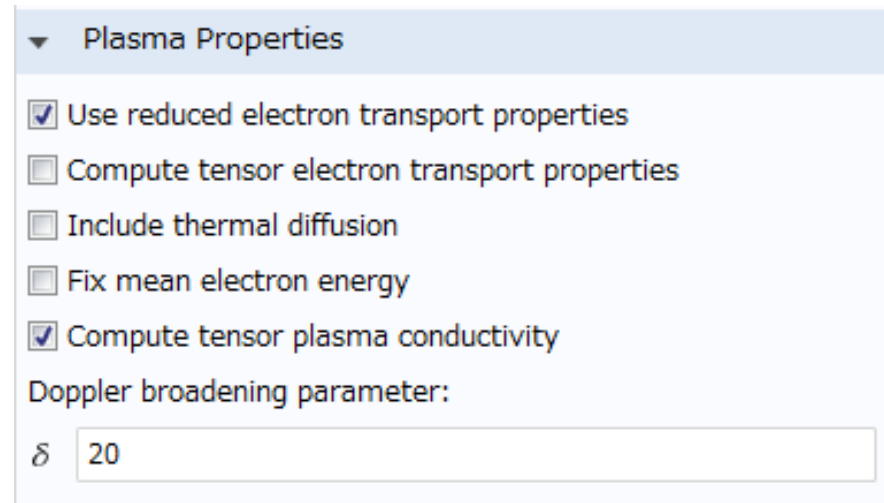 Plasma Properties
Use reduced electron transport properties
Compute tensor electron transport properties
Include thermal diffusion
Fix mean electron energy
Compute tensor plasma conductivity
Doppler broadening parameter:
δ 20